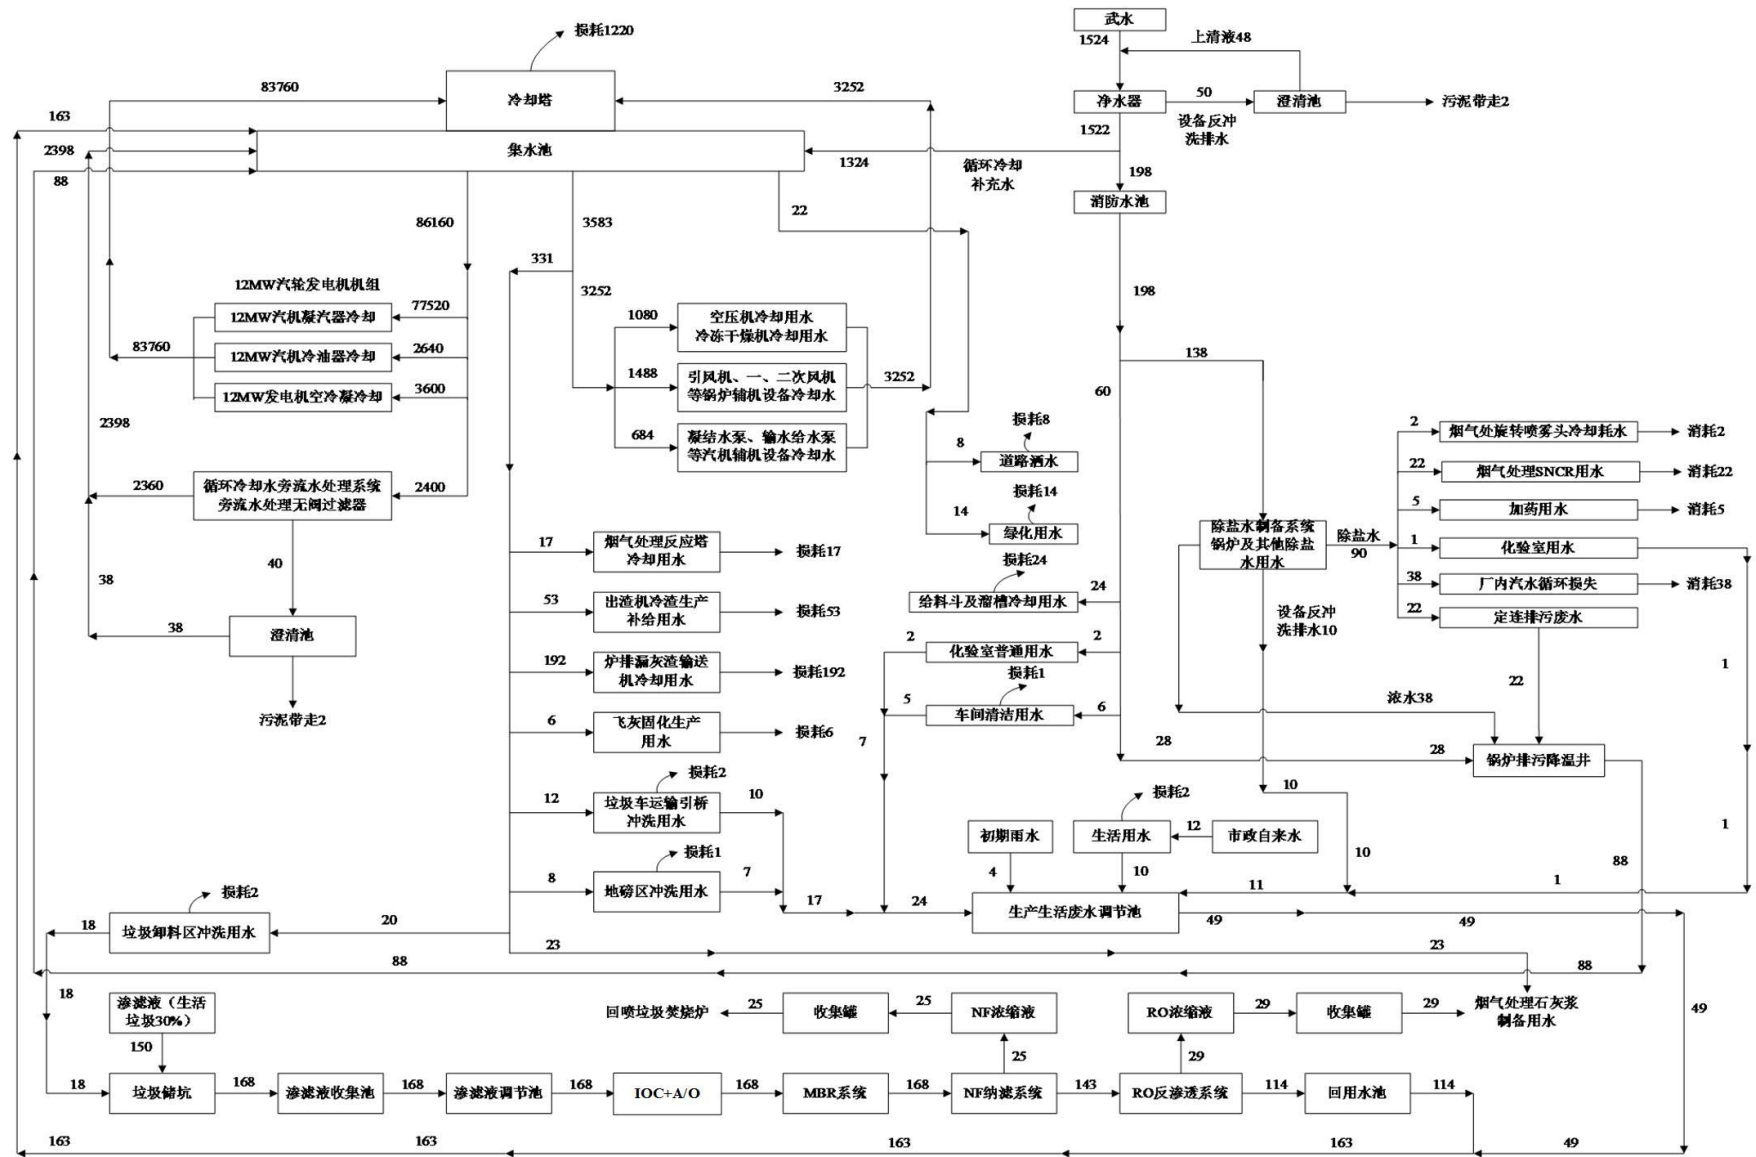 武水
损耗1220
1524
上清液48
83760
冷却塔
3252
净水器
50
澄清池
污泥带走2
163
1522
设备反冲
洗排水
2398
集水池
1324
循环冷却
补充水
88
198
消防水池
86160
3583
22
331
3252
198
12MW汽轮发电机机组
77520
12MW汽机凝汽器冷却
1080
空压机冷却用水
冷冻干燥机冷却用水
83760
12MW汽机冷油器冷却
2640
138
1488
引风机、一、二次风机
等锅炉辅机设备冷却水
3252
60
12MW发电机空冷凝冷却
3600
2398
684
凝结水泵、输水给水泵
等汽机辅机设备冷却水
损耗8
8
道路洒水
2
烟气处旋转喷雾头冷却耗水
消耗2
22
烟气处理SNCR用水
消耗22
2360
循环冷却水旁流水处理系统
旁流水处理无阀过滤器
2400
损耗14
14
绿化用水
5
加药用水
消耗5
除盐水制备系统
锅炉及其他除盐
水用水
除盐水
90
1
化验室用水
17
烟气处理反应塔
冷却用水
损耗17
40
38
损耗24
给料斗及溜槽冷却用水
24
38
厂内汽水循环损失
消耗38
53
出渣机冷渣生产
补给用水
损耗53
22
定连排污废水
设备反冲
洗排水10
38
澄清池
2
化验室普通用水
2
192
炉排漏灰渣输送
机冷却用水
损耗192
损耗1
1
22
5
车间清洁用水
6
浓水38
污泥带走2
6
飞灰固化生产
用水
损耗6
7
28
28
锅炉排污降温井
损耗2
12
垃圾车运输引桥
冲洗用水
10
损耗2
10
初期雨水
生活用水
12
市政自来水
1
损耗1
10
88
8
地磅区冲洗用水
7
4
10
11
1
损耗2
17
24
生产生活废水调节池
49
49
18
垃圾卸料区冲洗用水
20
23
23
88
88
18
渗滤液（生活
垃圾30%）
回喷垃圾焚烧炉
25
收集罐
25
NF浓缩液
RO浓缩液
29
收集罐
29
烟气处理石灰浆
制备用水
49
150
25
29
18
垃圾储坑
168
渗滤液收集池
168
渗滤液调节池
168
IOC+A/O
168
MBR系统
168
NF纳滤系统
143
RO反渗透系统
114
回用水池
114
163
163
163
163
49